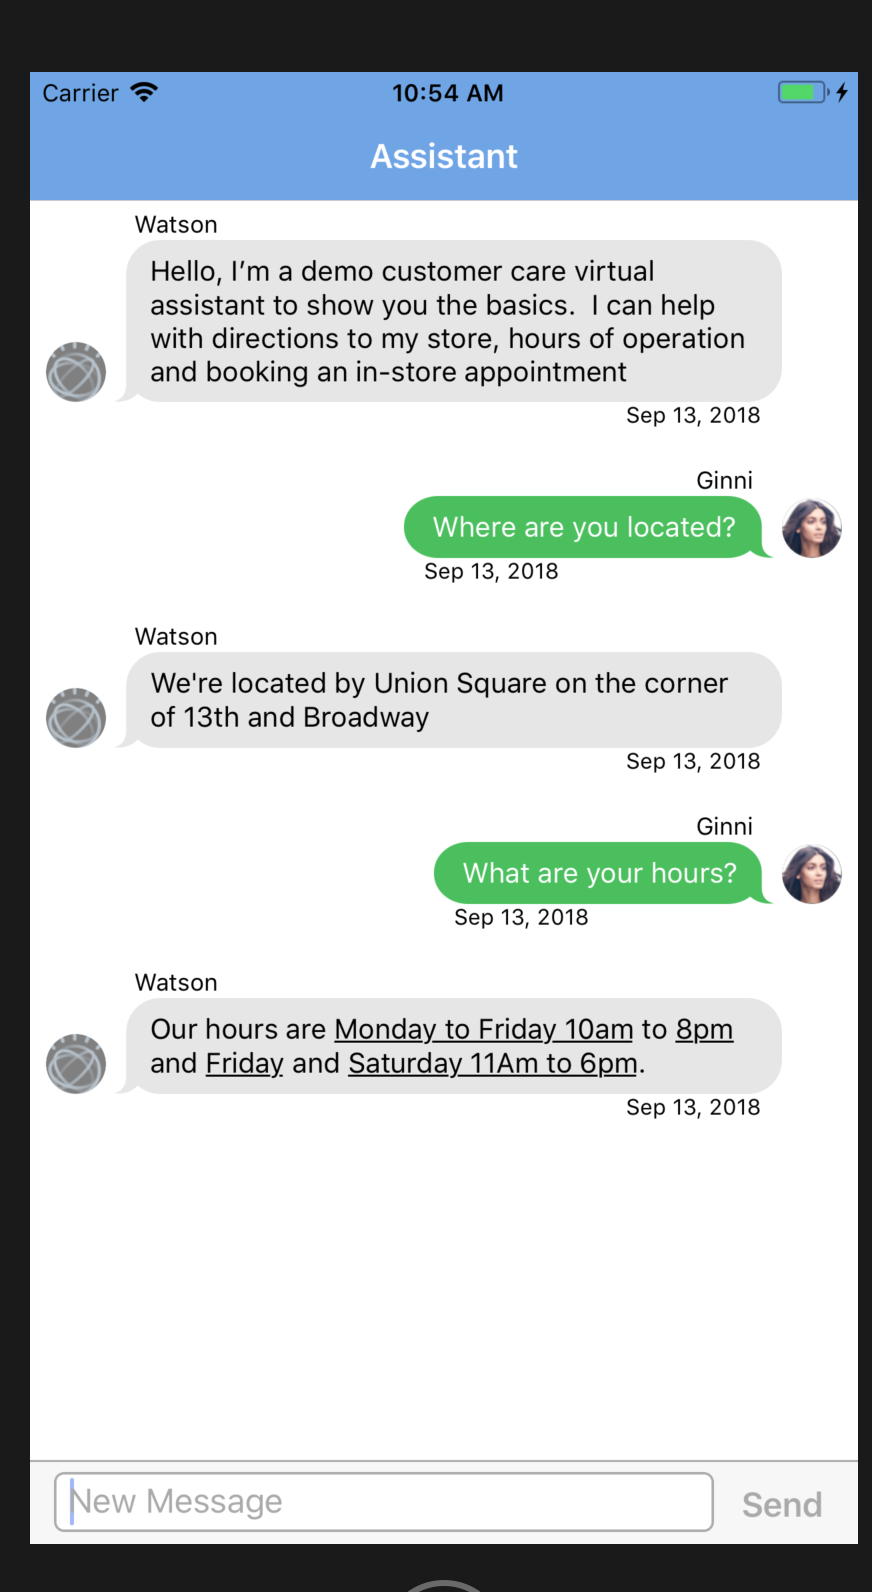 Carrier 10:54 AM
Assistant
Watson
Hello, I’m a demo customer care virtual
assistant to show you the basics.  I can help
with directions to my store, hours of operation
and booking an in-store appointment
Sep 13, 2018
Ginni
Where are you located?
Sep 13, 2018
Watson
We're located by Union Square on the corner
of 13th and Broadway
Sep 13, 2018
Ginni
What are your hours?
Sep 13, 2018
Watson
Our hours are Monday to Friday 10am to 8pm
and Friday and Saturday 11Am to 6pm.
Sep 13, 2018
New Message Send